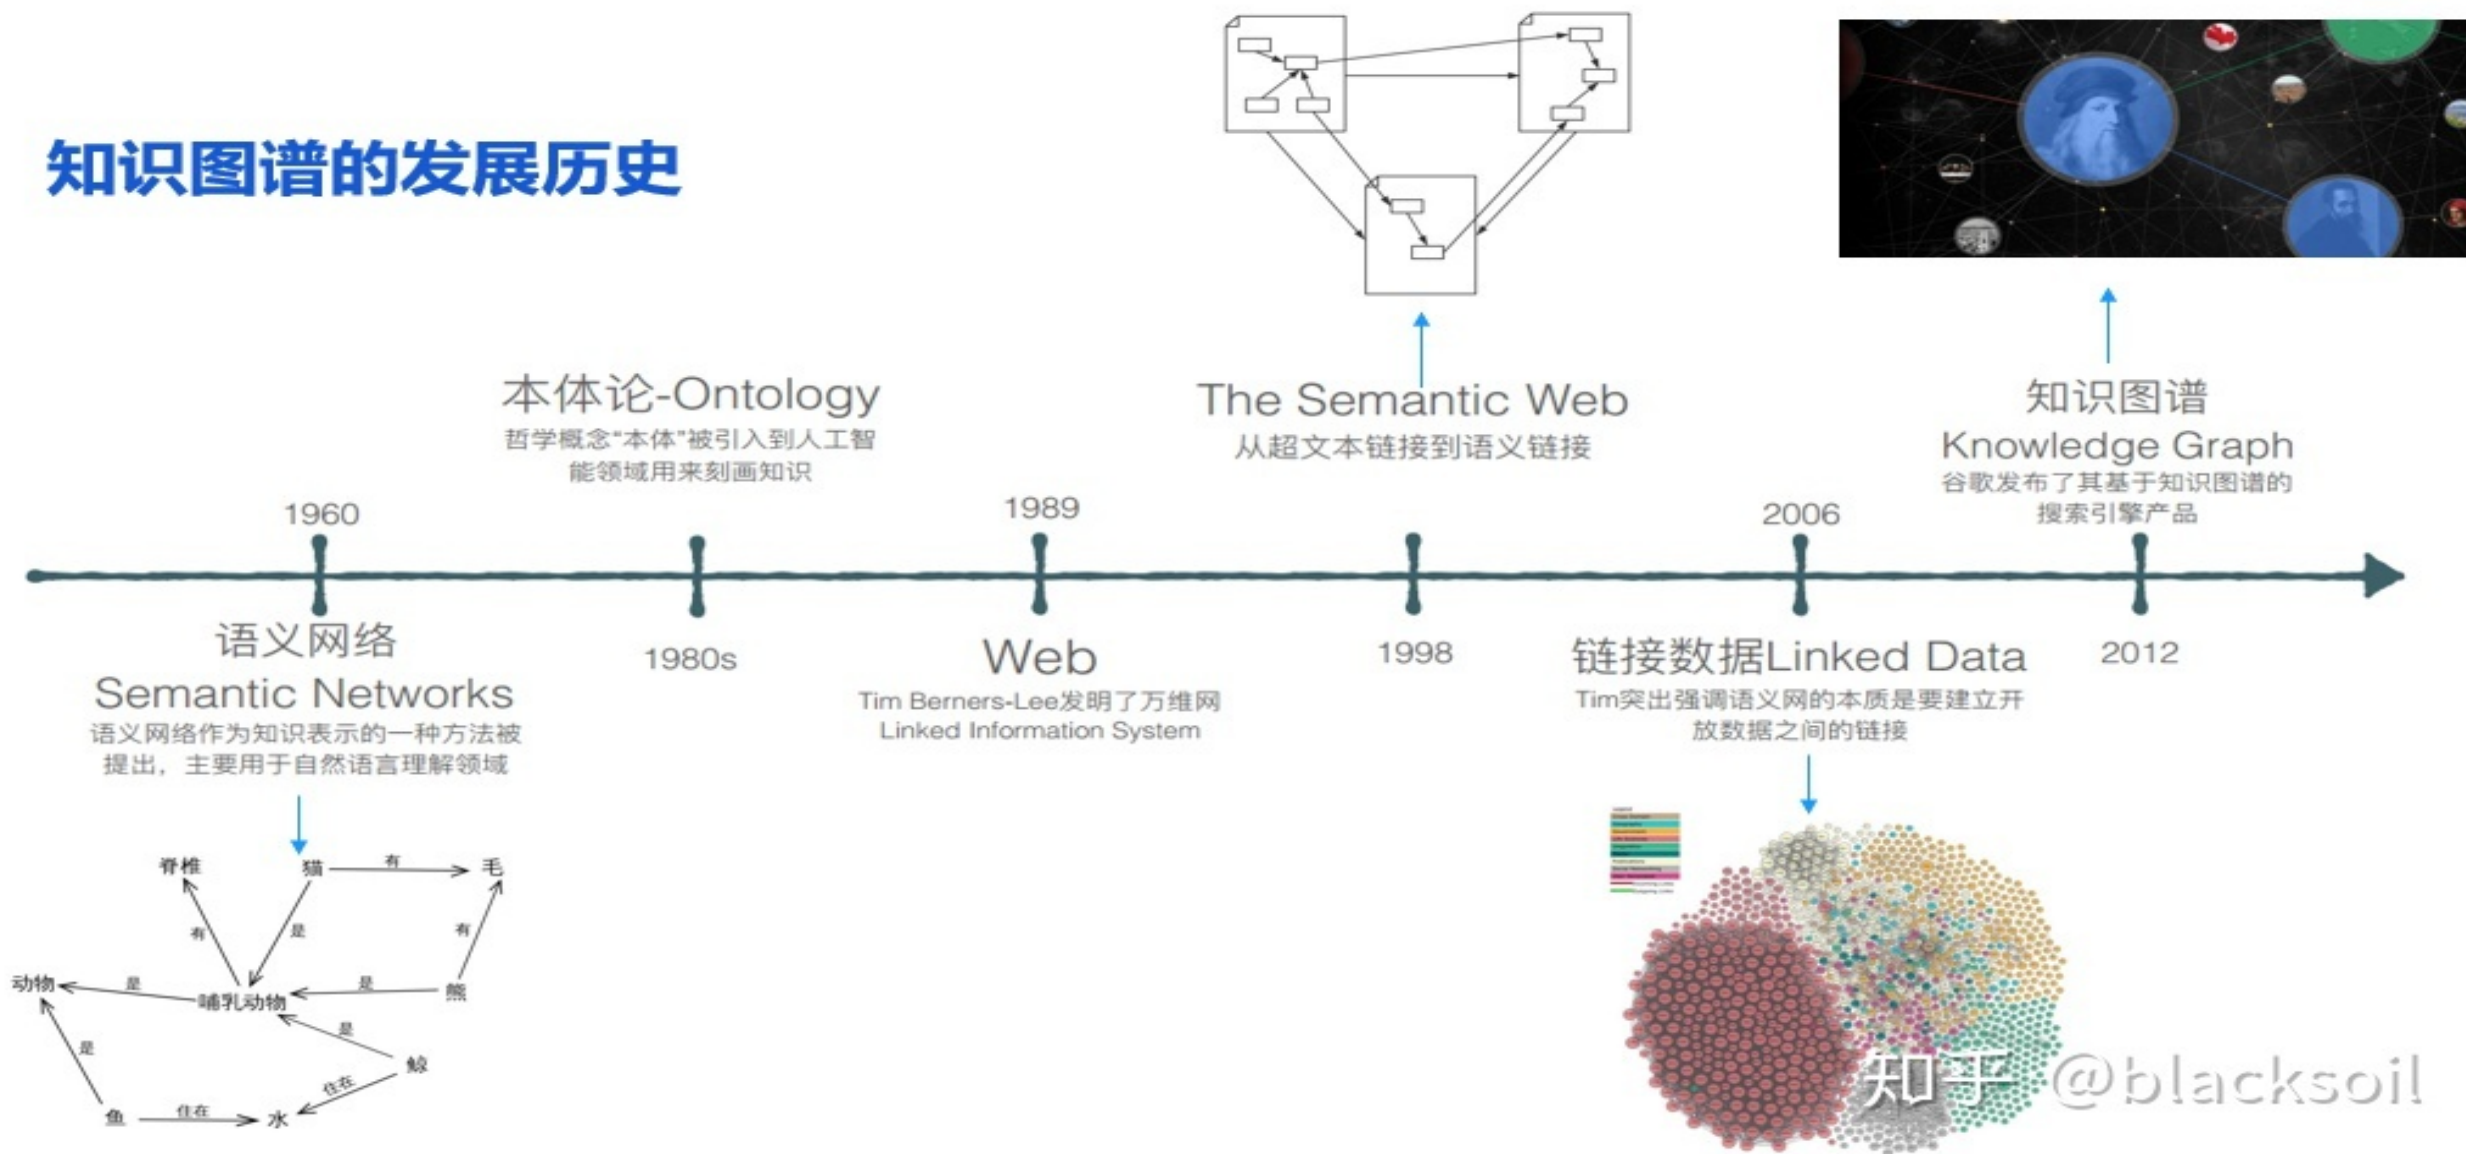 知识图谱的发展历史
本体论-Ontology
哲学概念“本体”被引入到人工智
能领域用来刻画知识
The Semantic Web
从超文本链接到语义链接
知识图谱
Knowledge Graph
谷歌发布了其基于知识图谱的
搜索引擎产品
1960
1989
2006
语义网络
Semantic Networks
语义网络作为知识表示的一种方法被
提出，主要用于自然语言理解领域
1980s
Web
Tim Berners-Lee发明了万维网
Linked Information System
1998
链接数据Linked Data
Tim突出强调语义网的本质是要建立开
放数据之间的链接
2012
脊椎
猫
有
毛
有
是
有
动物
是
哺乳动物
是
熊
是
是
鲸
住在
鱼
住在
水
知乎 @blacksoil